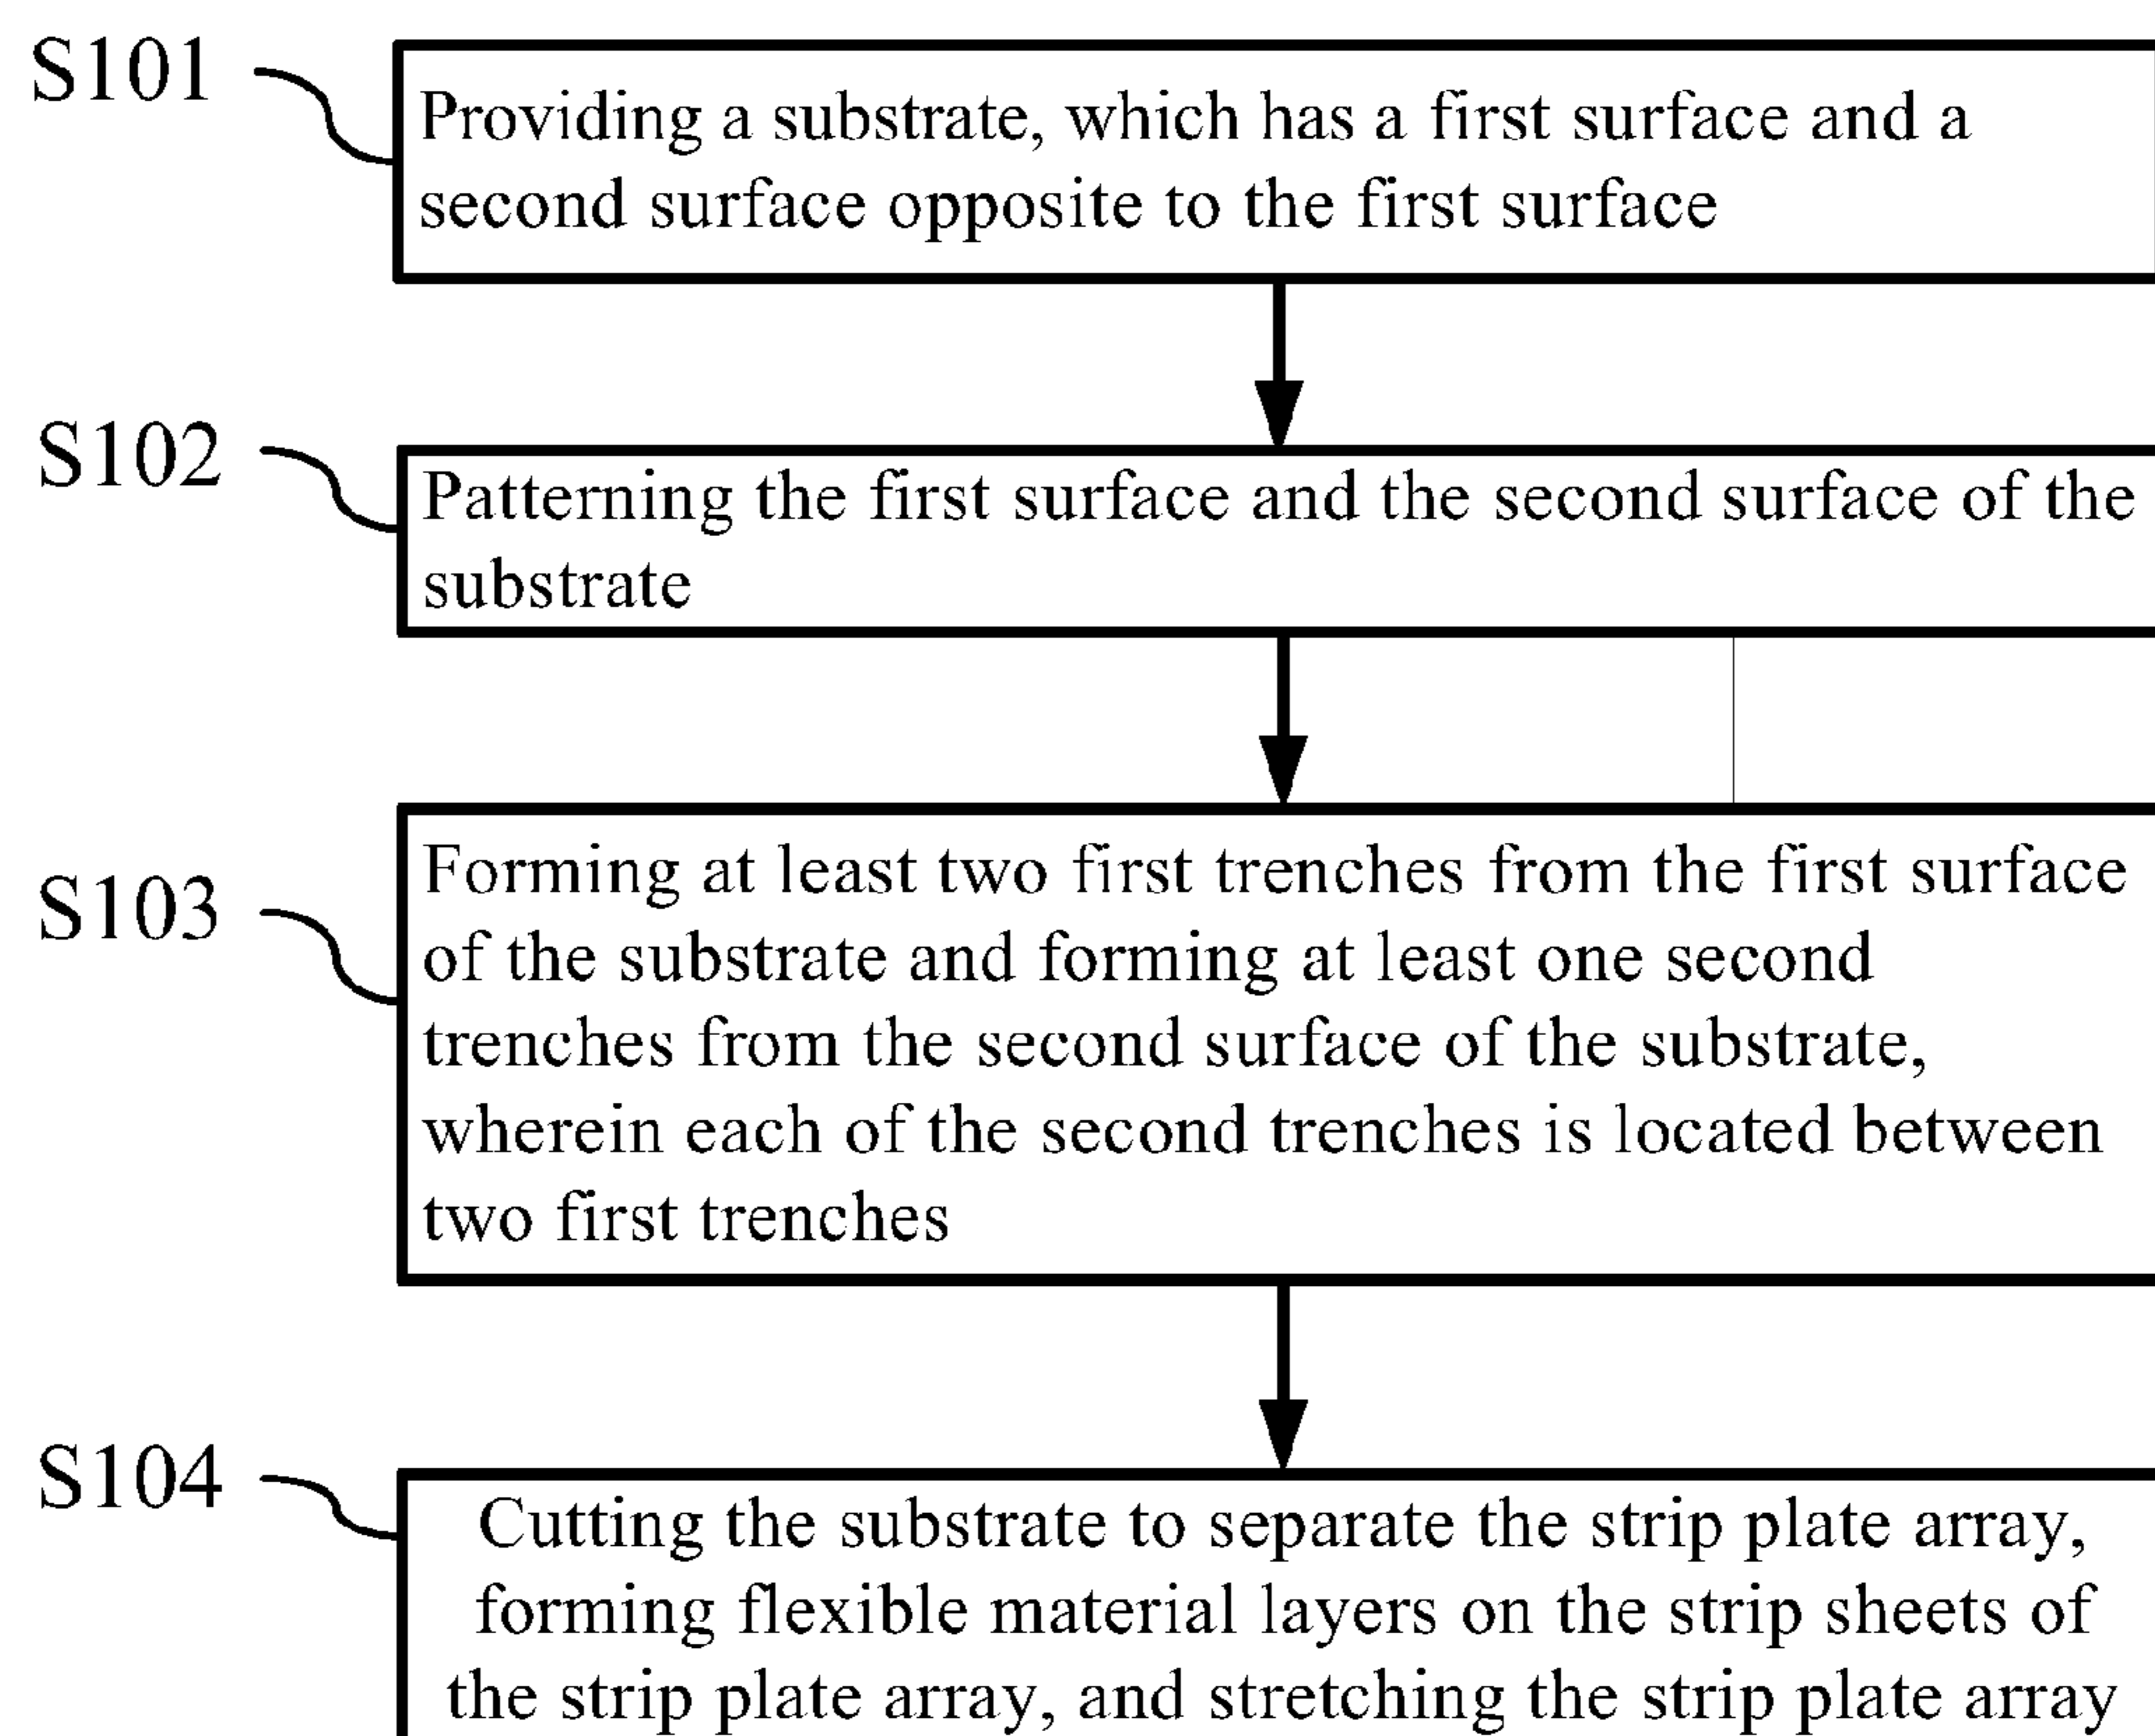 S101
Providing a substrate, which has a first surface and a
second surface opposite to the first surface
S102
Patterning the first surface and the second surface of the
substrate
S103
Forming at least two first trenches from the first surface
of the substrate and forming at least one second
trenches from the second surface of the substrate,
wherein each of the second trenches is located between
two first trenches
S104
Cutting the substrate to separate the strip plate array,
forming flexible material layers on the strip sheets of
the strip plate array, and stretching the strip plate array